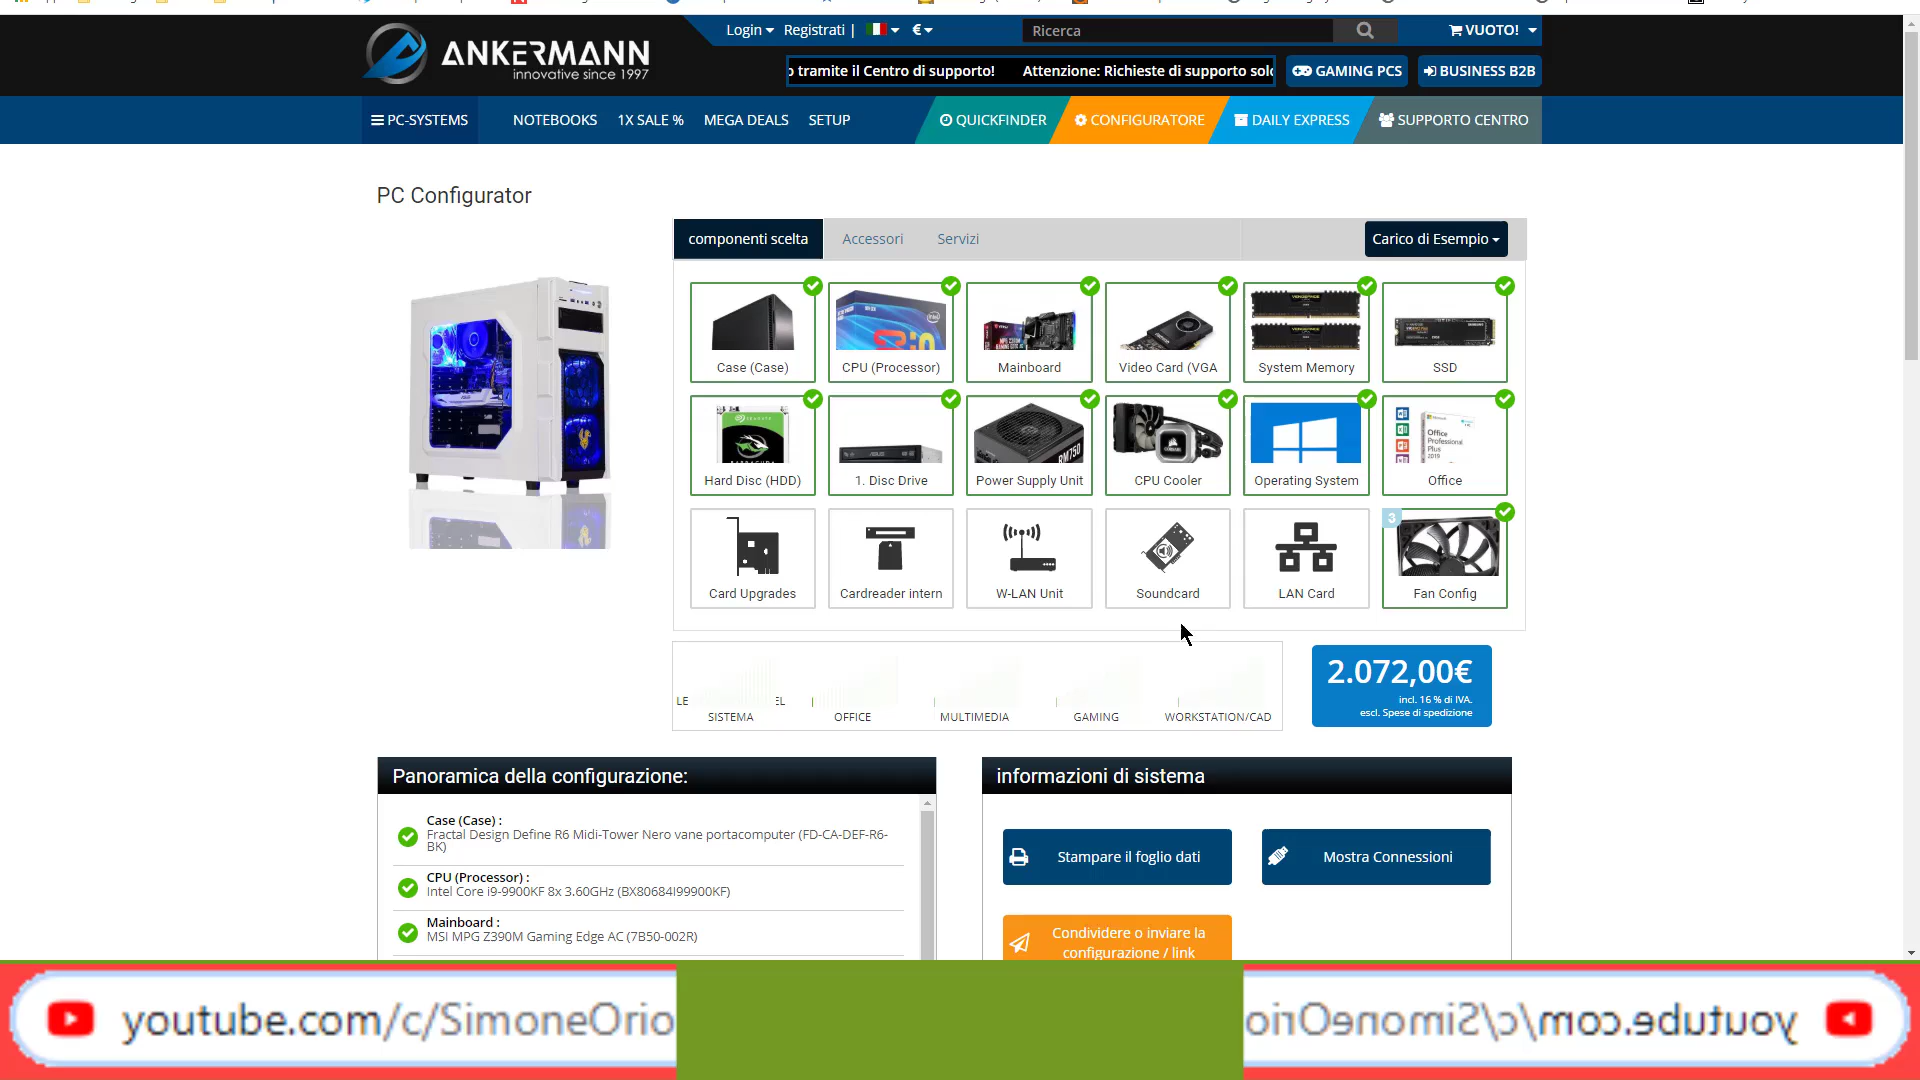 ANKERMANN
innovative since 1997
Login
Registrati |
€
Ricerca
VUOTO!
o tramite il Centro di supporto! Attenzione: Richieste di supporto solo
GAMING PCS
BUSINESS B2B
PC-SYSTEMS
NOTEBOOKS
1X SALE %
MEGA DEALS
SETUP
QUICKFINDER
CONFIGURATORE
DAILY EXPRESS
SUPPORTO CENTRO
PC Configurator
componenti scelta
Accessori
Servizi
Carico di Esempio
Case (Case)
CPU (Processor)
Mainboard
Video Card (VGA
System Memory
SSD
Hard Disc (HDD)
1. Disc Drive
Power Supply Unit
CPU Cooler
Operating System
Office
3
Card Upgrades
Cardreader intern
W-LAN Unit
Soundcard
LAN Card
Fan Config
LE
EL
SISTEMA
OFFICE
MULTIMEDIA
GAMING
WORKSTATION/CAD
2.072,00€
incl. 16 % di IVA.
escl. Spese di spedizione
Panoramica della configurazione:
Case (Case) :
Fractal Design Define R6 Midi-Tower Nero vane portacomputer (FD-CA-DEF-R6-
BK)
CPU (Processor) :
Intel Core i9-9900KF 8x 3.60GHz (BX80684I99900KF)
Mainboard :
MSI MPG Z390M Gaming Edge AC (7B50-002R)
informazioni di sistema
Stampare il foglio dati
Mostra Connessioni
Condividere o inviare la
configurazione / link
youtube.com/c/SimoneOrio
youtube.com/c/SimoneOrio